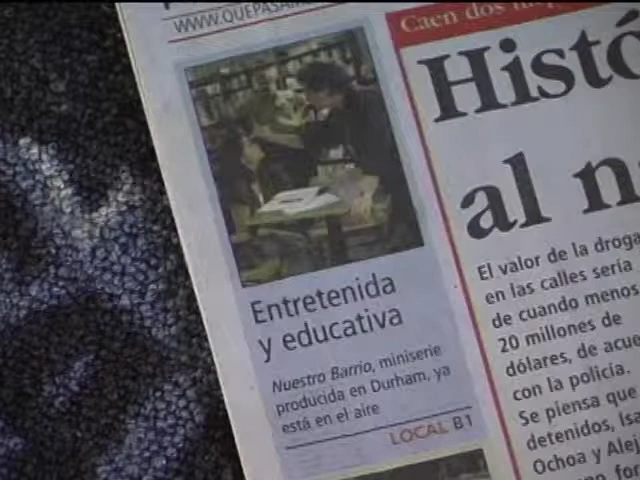 WWW.QUEPASA
Entretenida
y educativa
Nuestro Barrio, miniserie
producida en Durham, ya
está en el aire
LOCAL B1
Caen dos
Histó
al n
El valor de la droga
en las calles sería
de cuando menos
20 millones de
dólares, de acue
con la policía.
Se piensa que
detenidos, Isa
Ochoa y Alej